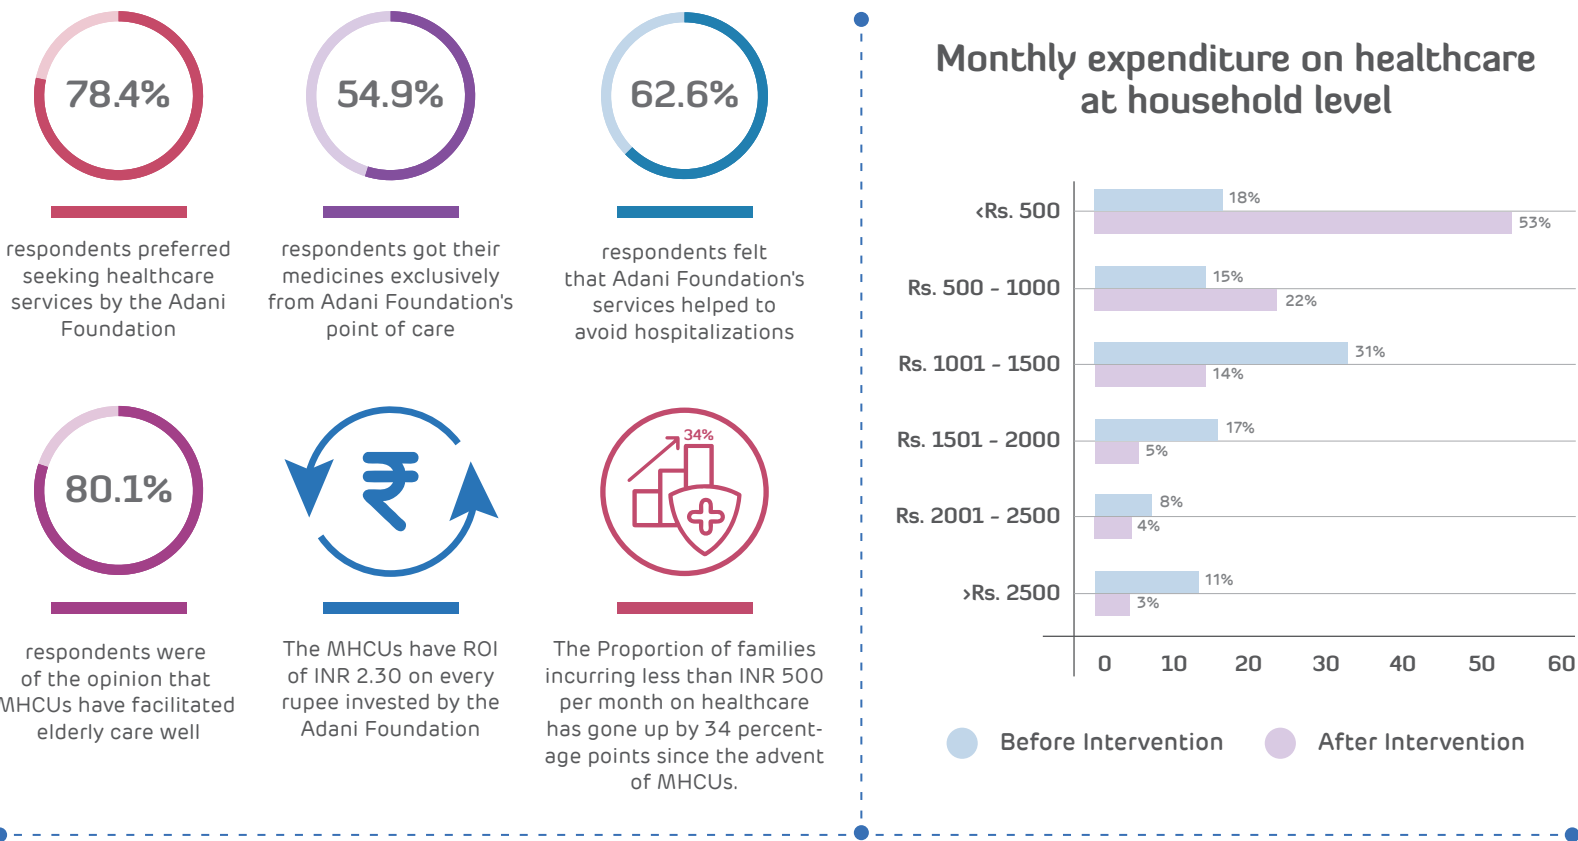 78.4%
respondents preferred
seeking healthcare
services by the Adani
Foundation
54.9%
respondents got their
medicines exclusively
from Adani Foundation's
point of care
62.6%
respondents felt
that Adani Foundation's
services helped to
avoid hospitalizations
80.1%
respondents were
of the opinion that
MHCUs have facilitated
elderly care well
₹
The MHCUs have ROI
of INR 2.30 on every
rupee invested by the
Adani Foundation
34%
The Proportion of families
incurring less than INR 500
per month on healthcare
has gone up by 34 percent-
age points since the advent
of MHCUs.
Monthly expenditure on healthcare
at household level
<Rs. 500
18%
53%
Rs. 500 - 1000
15%
22%
Rs. 1001 - 1500
31%
14%
Rs. 1501 - 2000
17%
5%
Rs. 2001 - 2500
8%
4%
>Rs. 2500
11%
3%
0 10 20 30 40 50 60
Before Intervention After Intervention